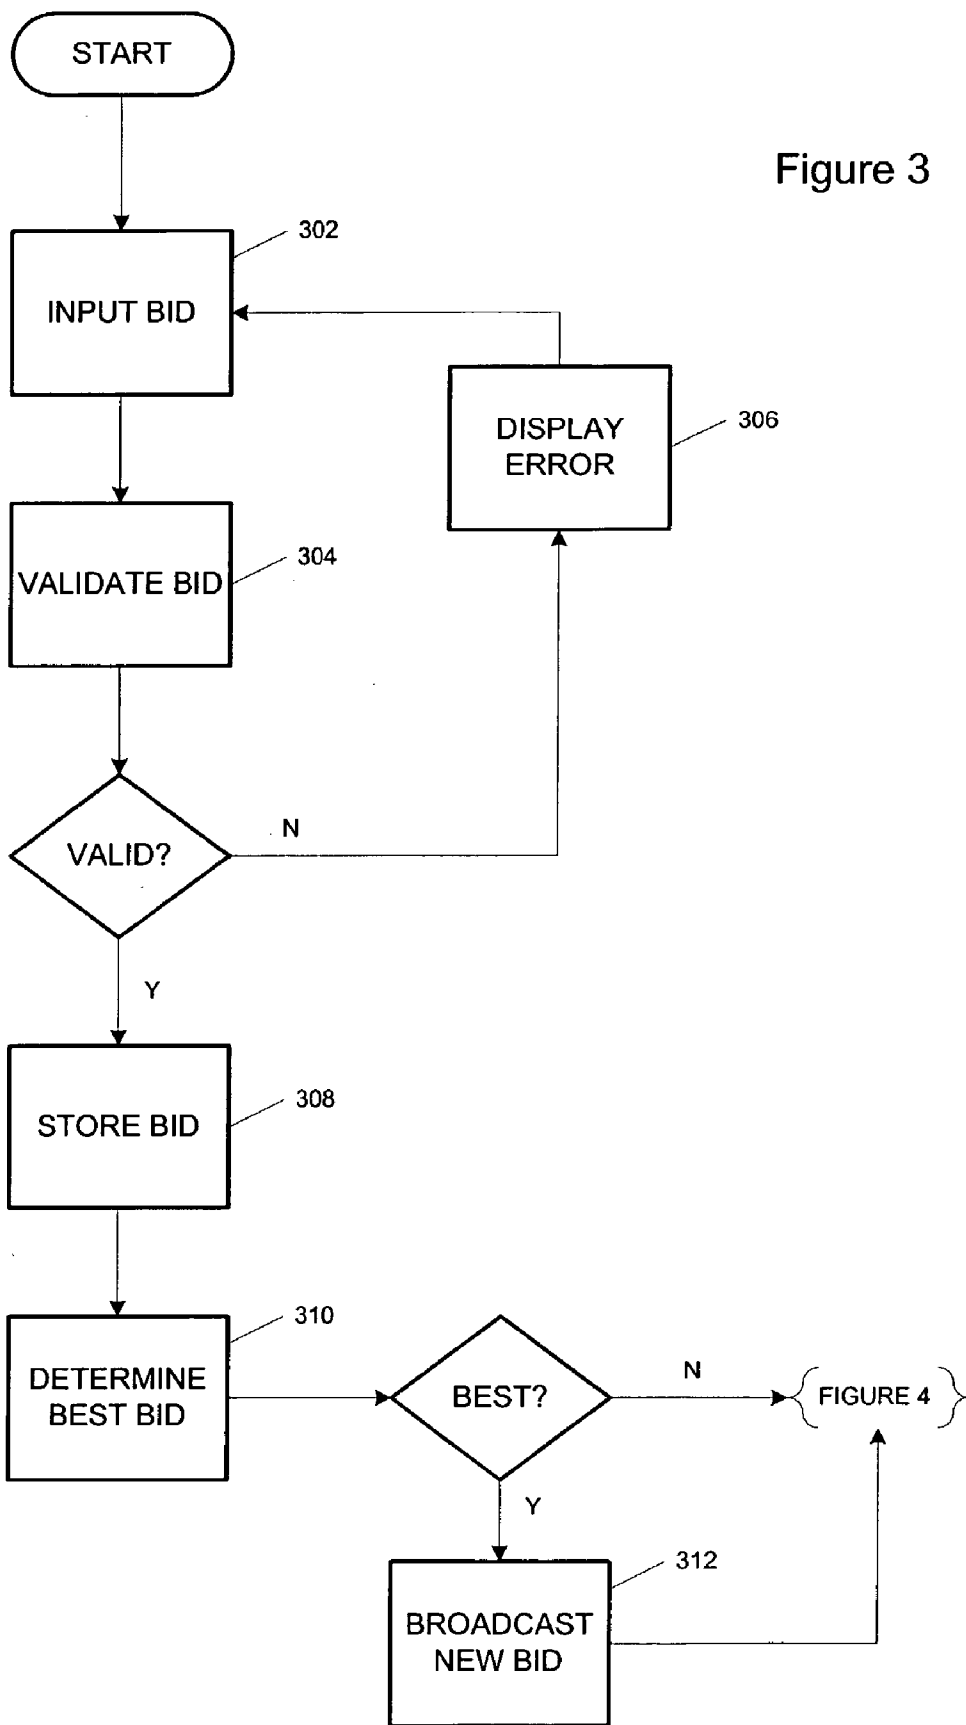 START
Figure 3
302
INPUT BID
DISPLAY
ERROR
306
304
VALIDATE BID
VALID?
N
Y
308
STORE BID
310
DETERMINE
BEST BID
BEST?
N
FIGURE 4
Y
312
BROADCAST
NEW BID